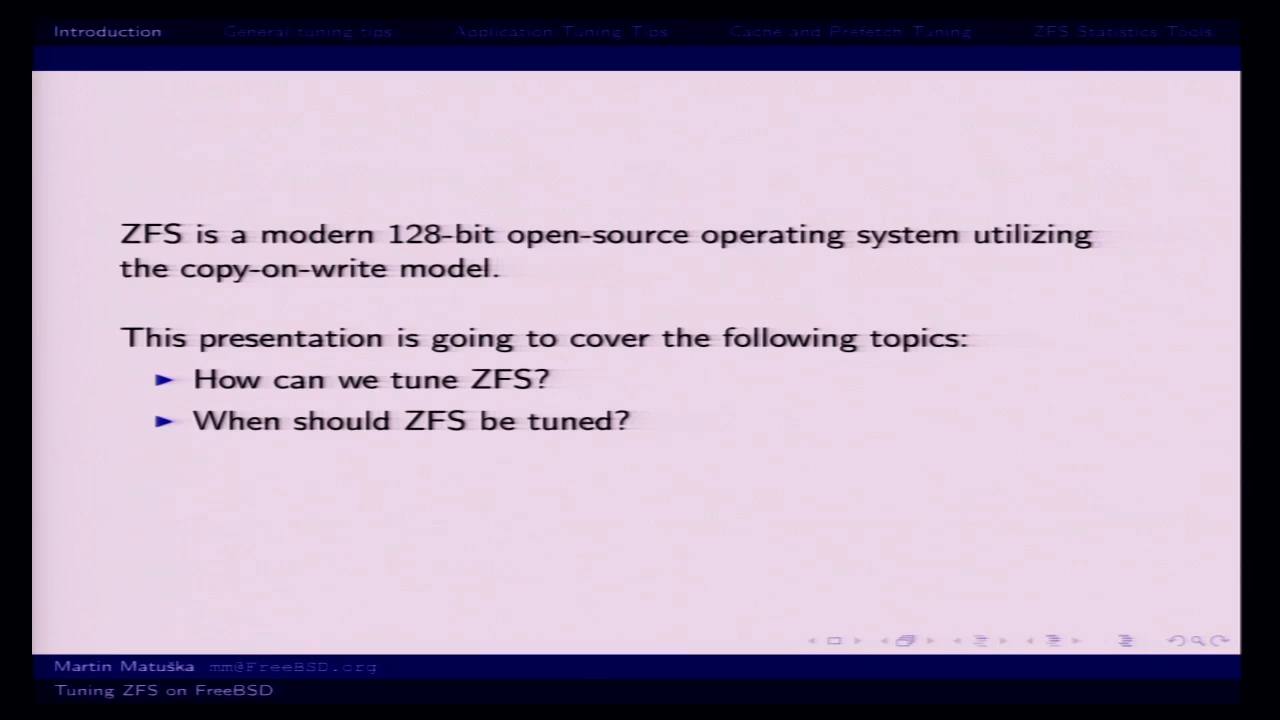 Introduction General tuning tips Application Tuning Tips Cache and Prefetch Tuning ZFS Statistics Tools
ZFS is a modern 128-bit open-source operating system utilizing
the copy-on-write model.
This presentation is going to cover the following topics:
How can we tune ZFS?
When should ZFS be tuned?
Martin Matuška mm@FreeBSD.org
Tuning ZFS on FreeBSD